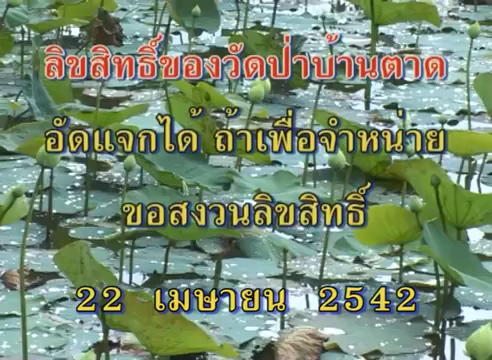 ลิขสิทธิ์ของวัดป่าบ้านตาด
อัดแจกได้ ถ้าเพื่อจำหน่าย
ขอสงวนลิขสิทธิ์
22 เมษายน 2542